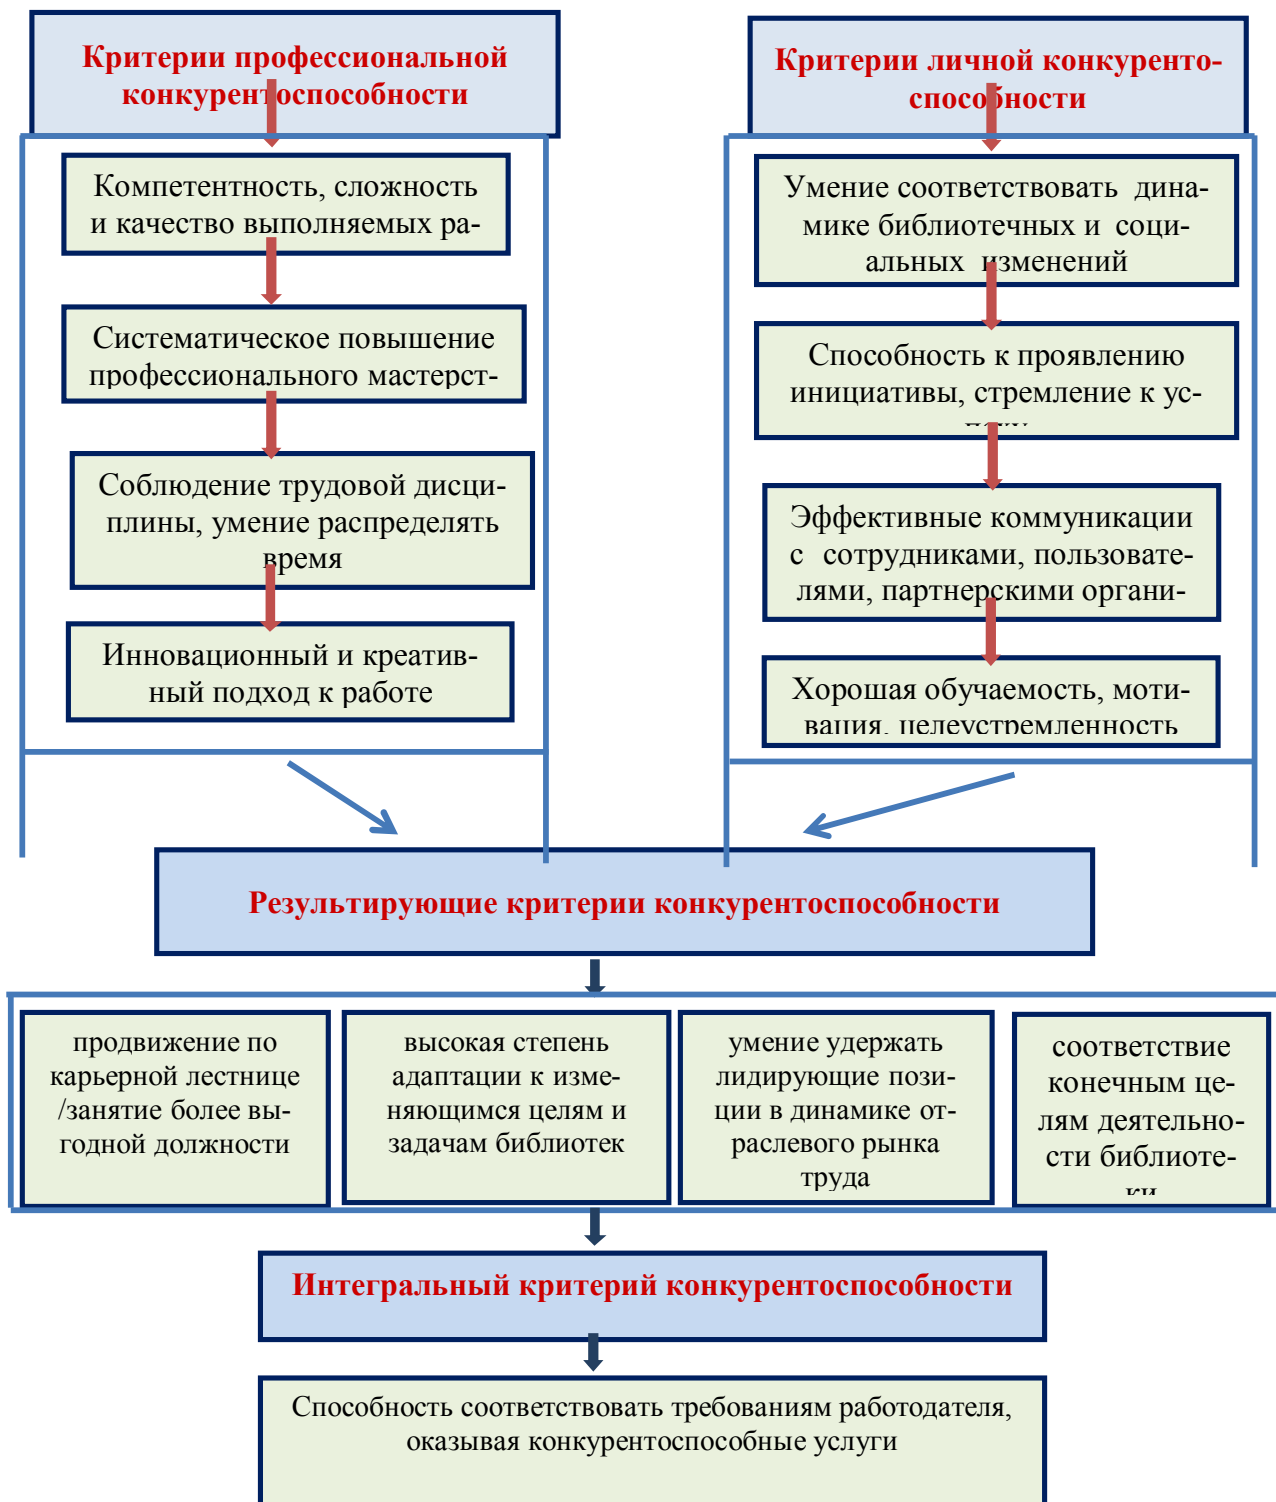 Критерии профессиональной
конкурентоспособности
Компетентность, сложность
и качество выполняемых ра-
Систематическое повышение
профессионального мастерст-
Соблюдение трудовой дисци-
плины, умение распределять
время
Инновационный и креатив-
ный подход к работе
Критерии личной конкуренто-
способности
Умение соответствовать дина-
мике библиотечных и соци-
альных изменений
Способность к проявлению
инициативы, стремление к ус-
Эффективные коммуникации
с сотрудниками, пользовате-
лями, партнерскими органи-
Хорошая обучаемость, моти-
вация, целеустремленность
Результирующие критерии конкурентоспособности
продвижение по
карьерной лестнице
/занятие более вы-
годной должности
высокая степень
адаптации к изме-
няющимся целям и
задачам библиотек
умение удержать
лидирующие пози-
ции в динамике от-
раслевого рынка
труда
соответствие
конечным це-
лям деятельно-
сти библиоте-
ки
Интегральный критерий конкурентоспособности
Способность соответствовать требованиям работодателя,
оказывая конкурентоспособные услуги